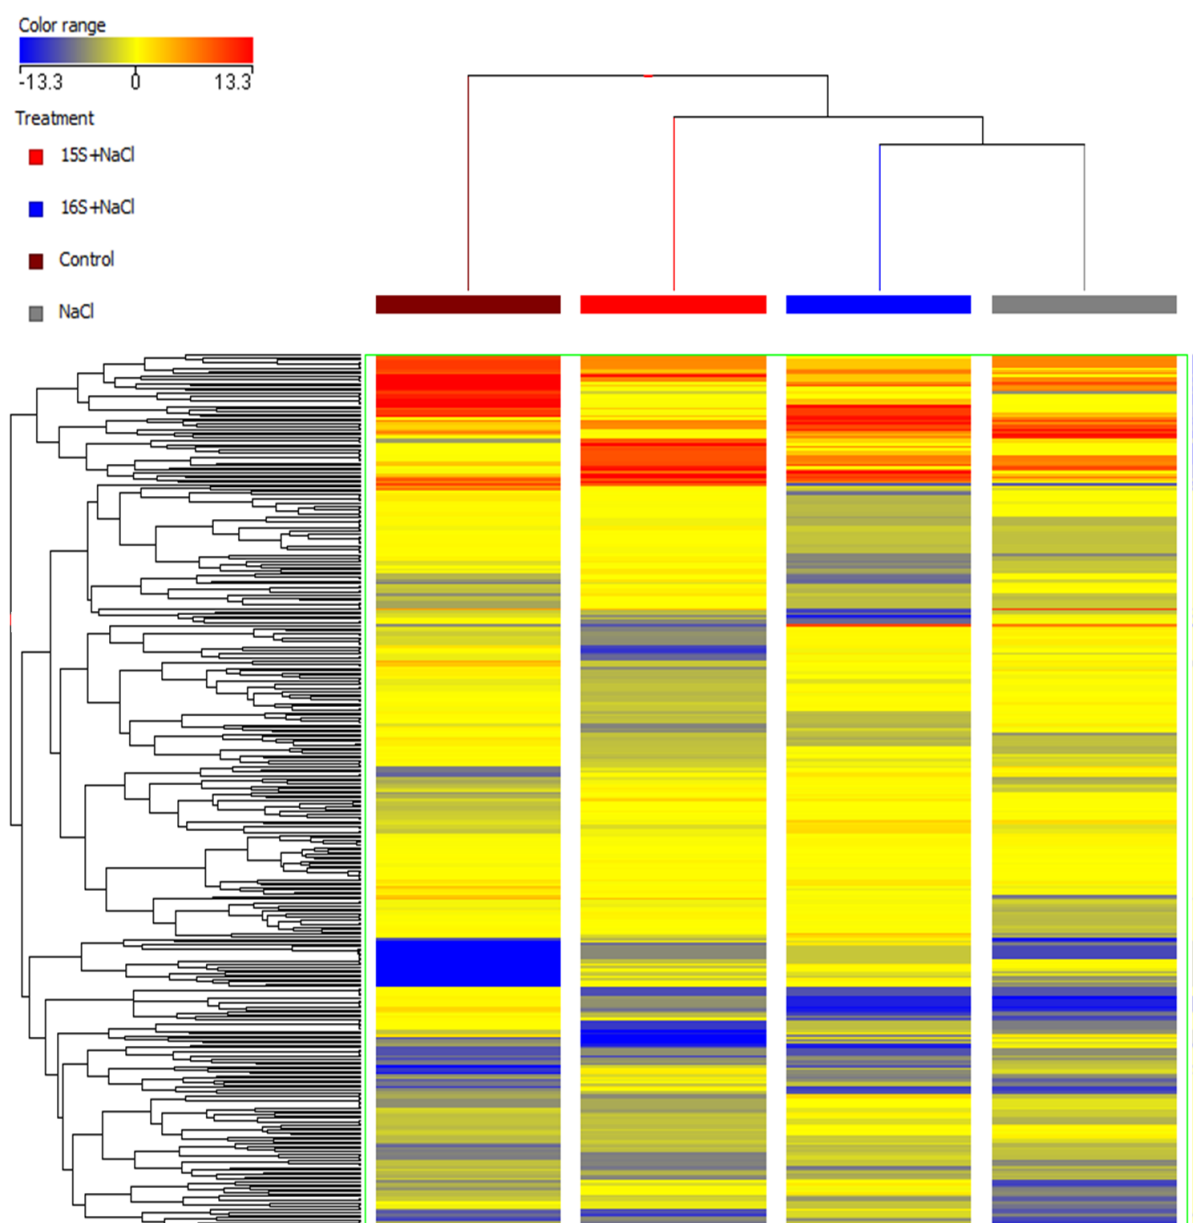 Color range
-13.3 0 13.3
Treatment
15S+NaCl
16S+NaCl
Control
NaCl